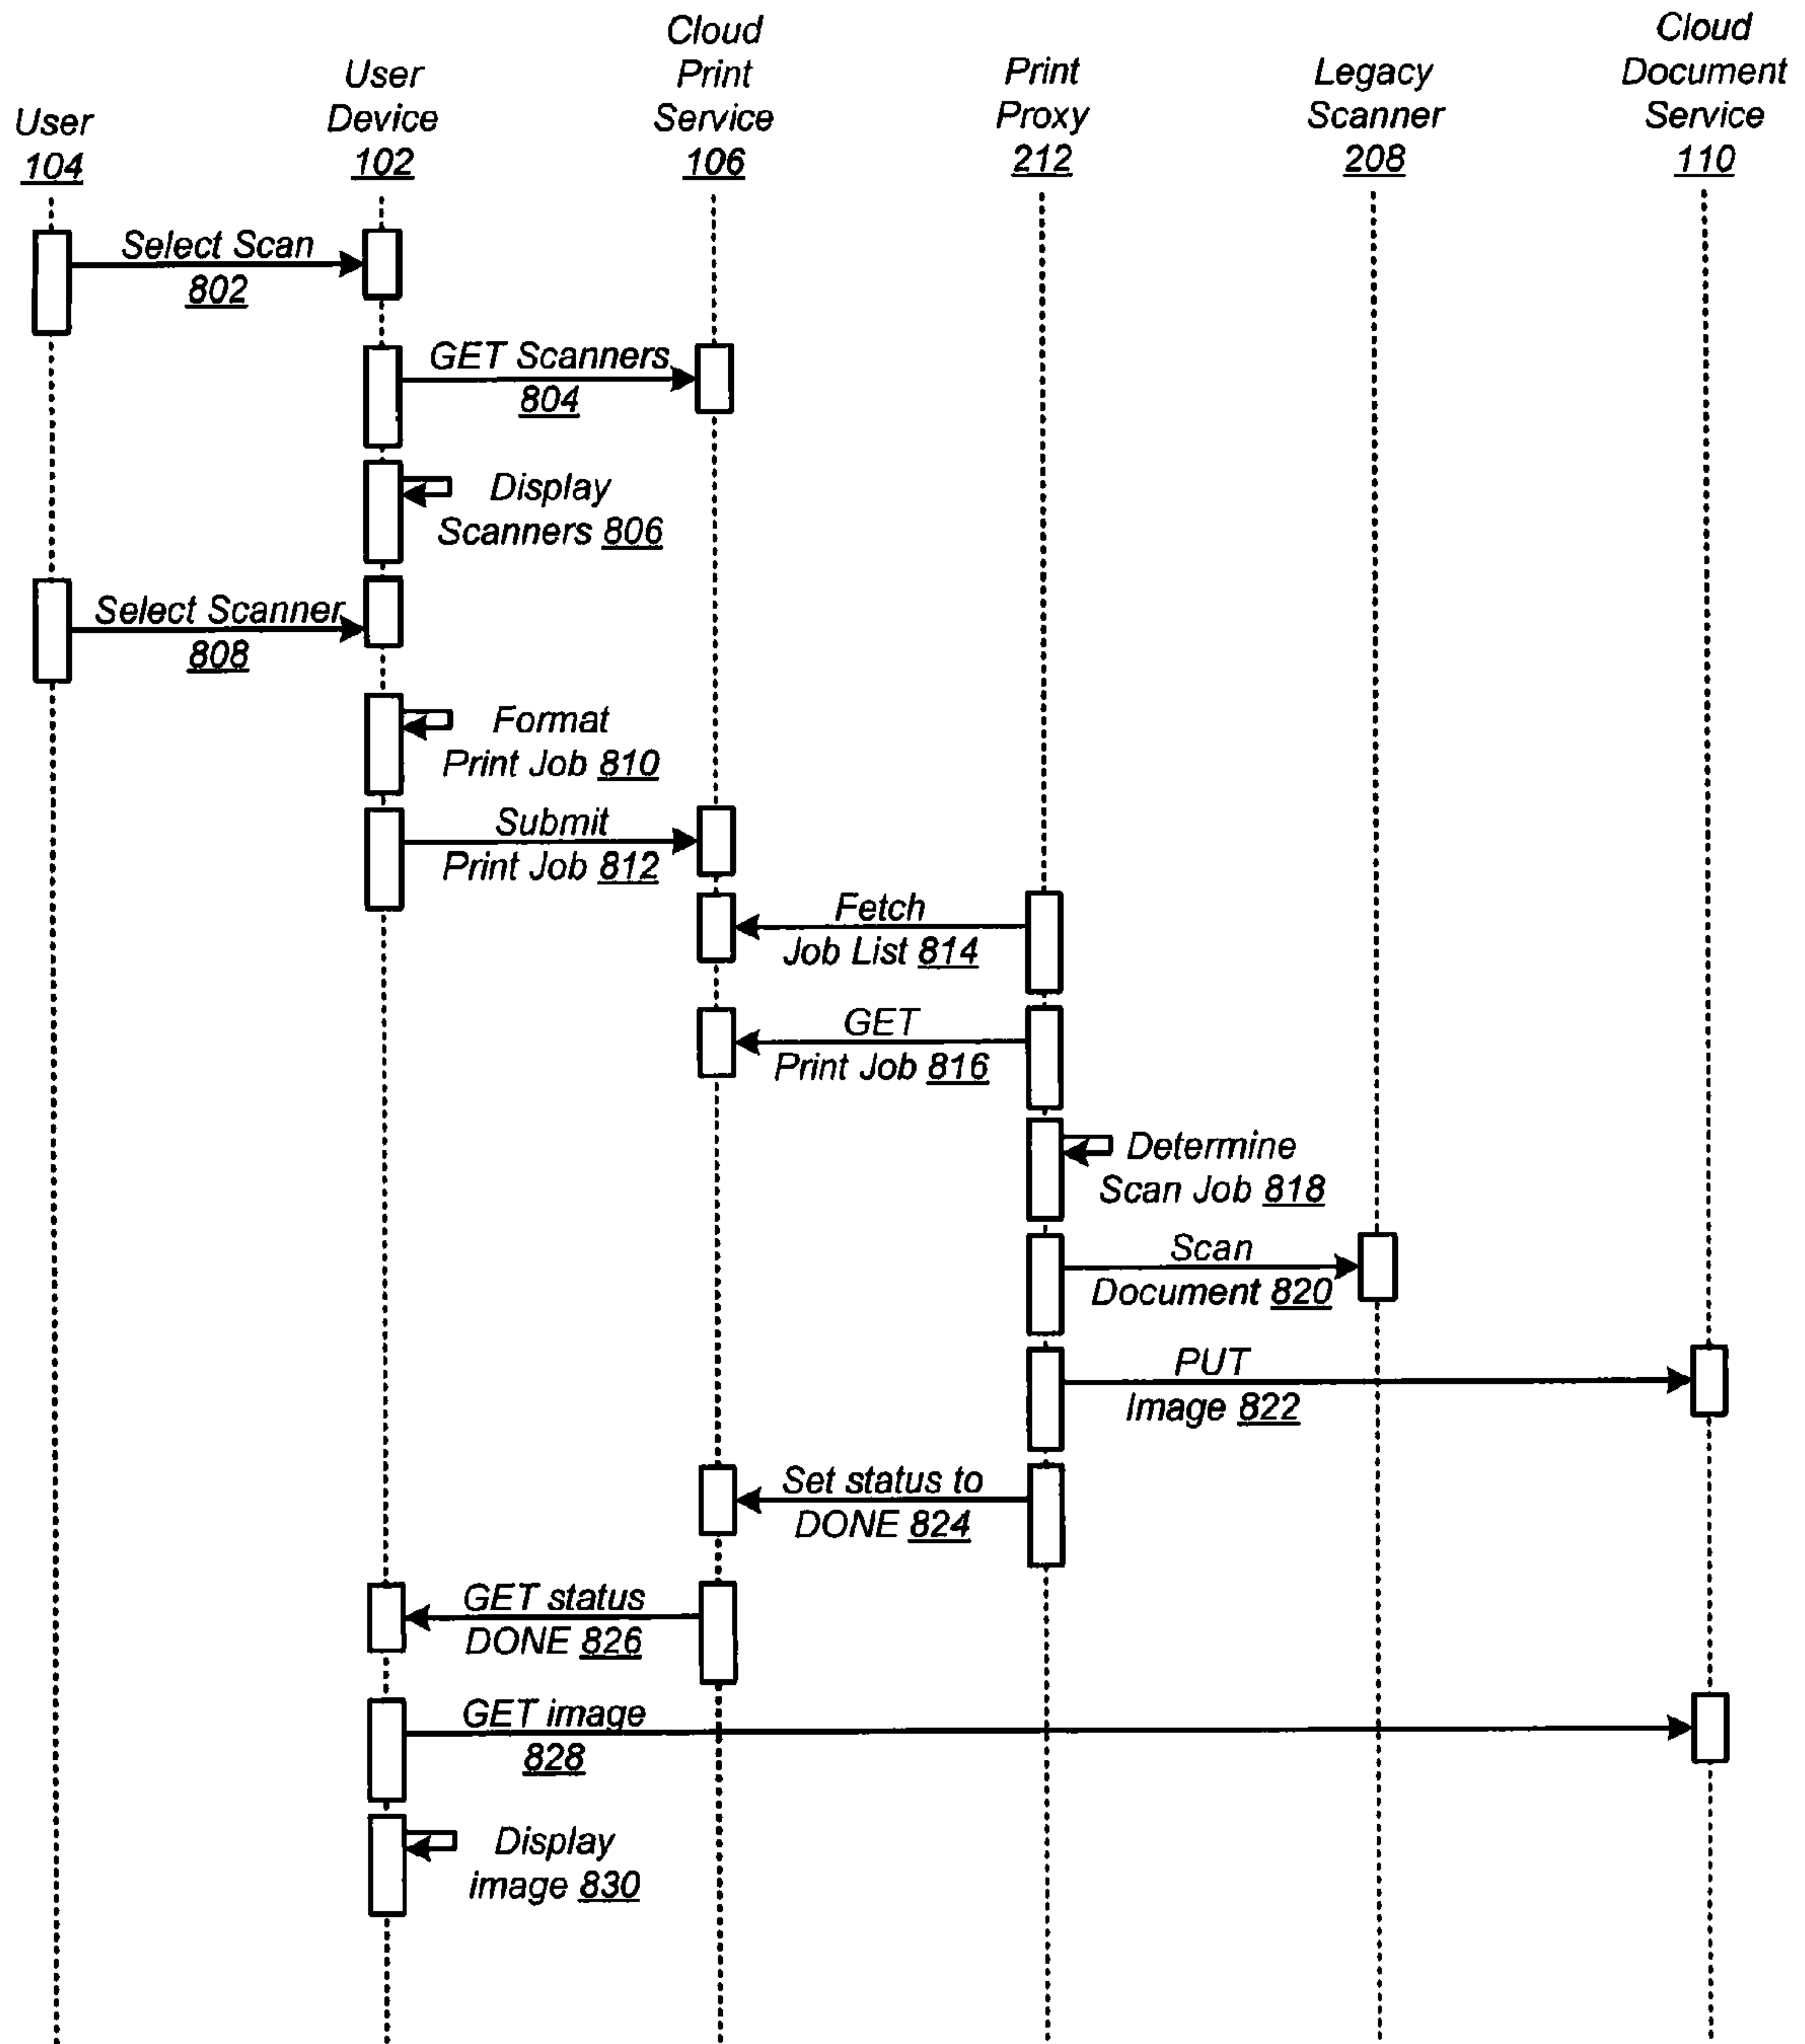 User
104
User
Device
102
Cloud
Print
Service
106
Print
Proxy
212
Legacy
Scanner
208
Cloud
Document
Service
110
Select Scan
802
GET Scanners
804
Display
Scanners 806
Select Scanner
808
Format
Print Job 810
Submit
Print Job 812
Fetch
Job List 814
GET
Print Job 816
Determine
Scan Job 818
Scan
Document 820
PUT
Image 822
Set status to
DONE 824
GET status
DONE 826
GET image
828
Display
image 830